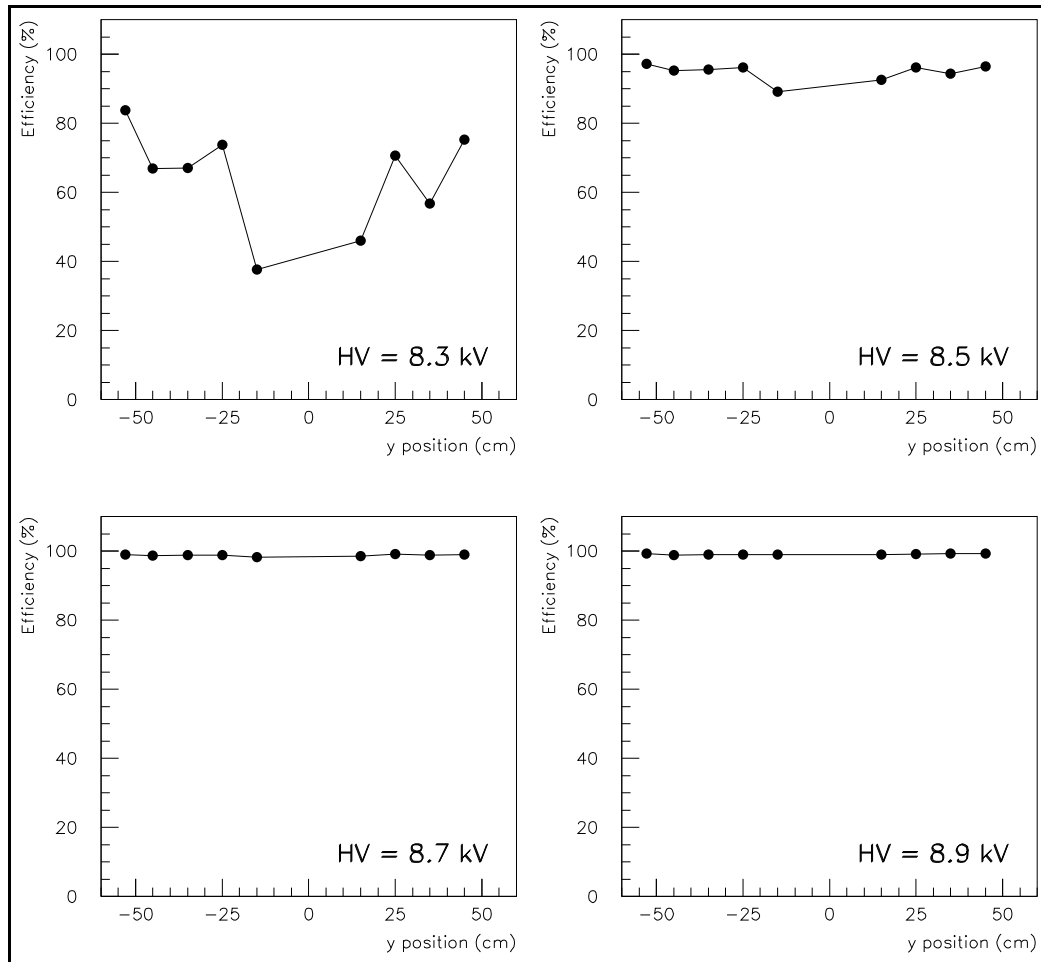 Efficiency (%)
100
80
60
40
20
0
HV = 8.3 kV
−50 −25 0 25 50
y position (cm)
Efficiency (%)
100
80
60
40
20
0
HV = 8.5 kV
−50 −25 0 25 50
y position (cm)
Efficiency (%)
100
80
60
40
20
0
HV = 8.7 kV
−50 −25 0 25 50
y position (cm)
Efficiency (%)
100
80
60
40
20
0
HV = 8.9 kV
−50 −25 0 25 50
y position (cm)